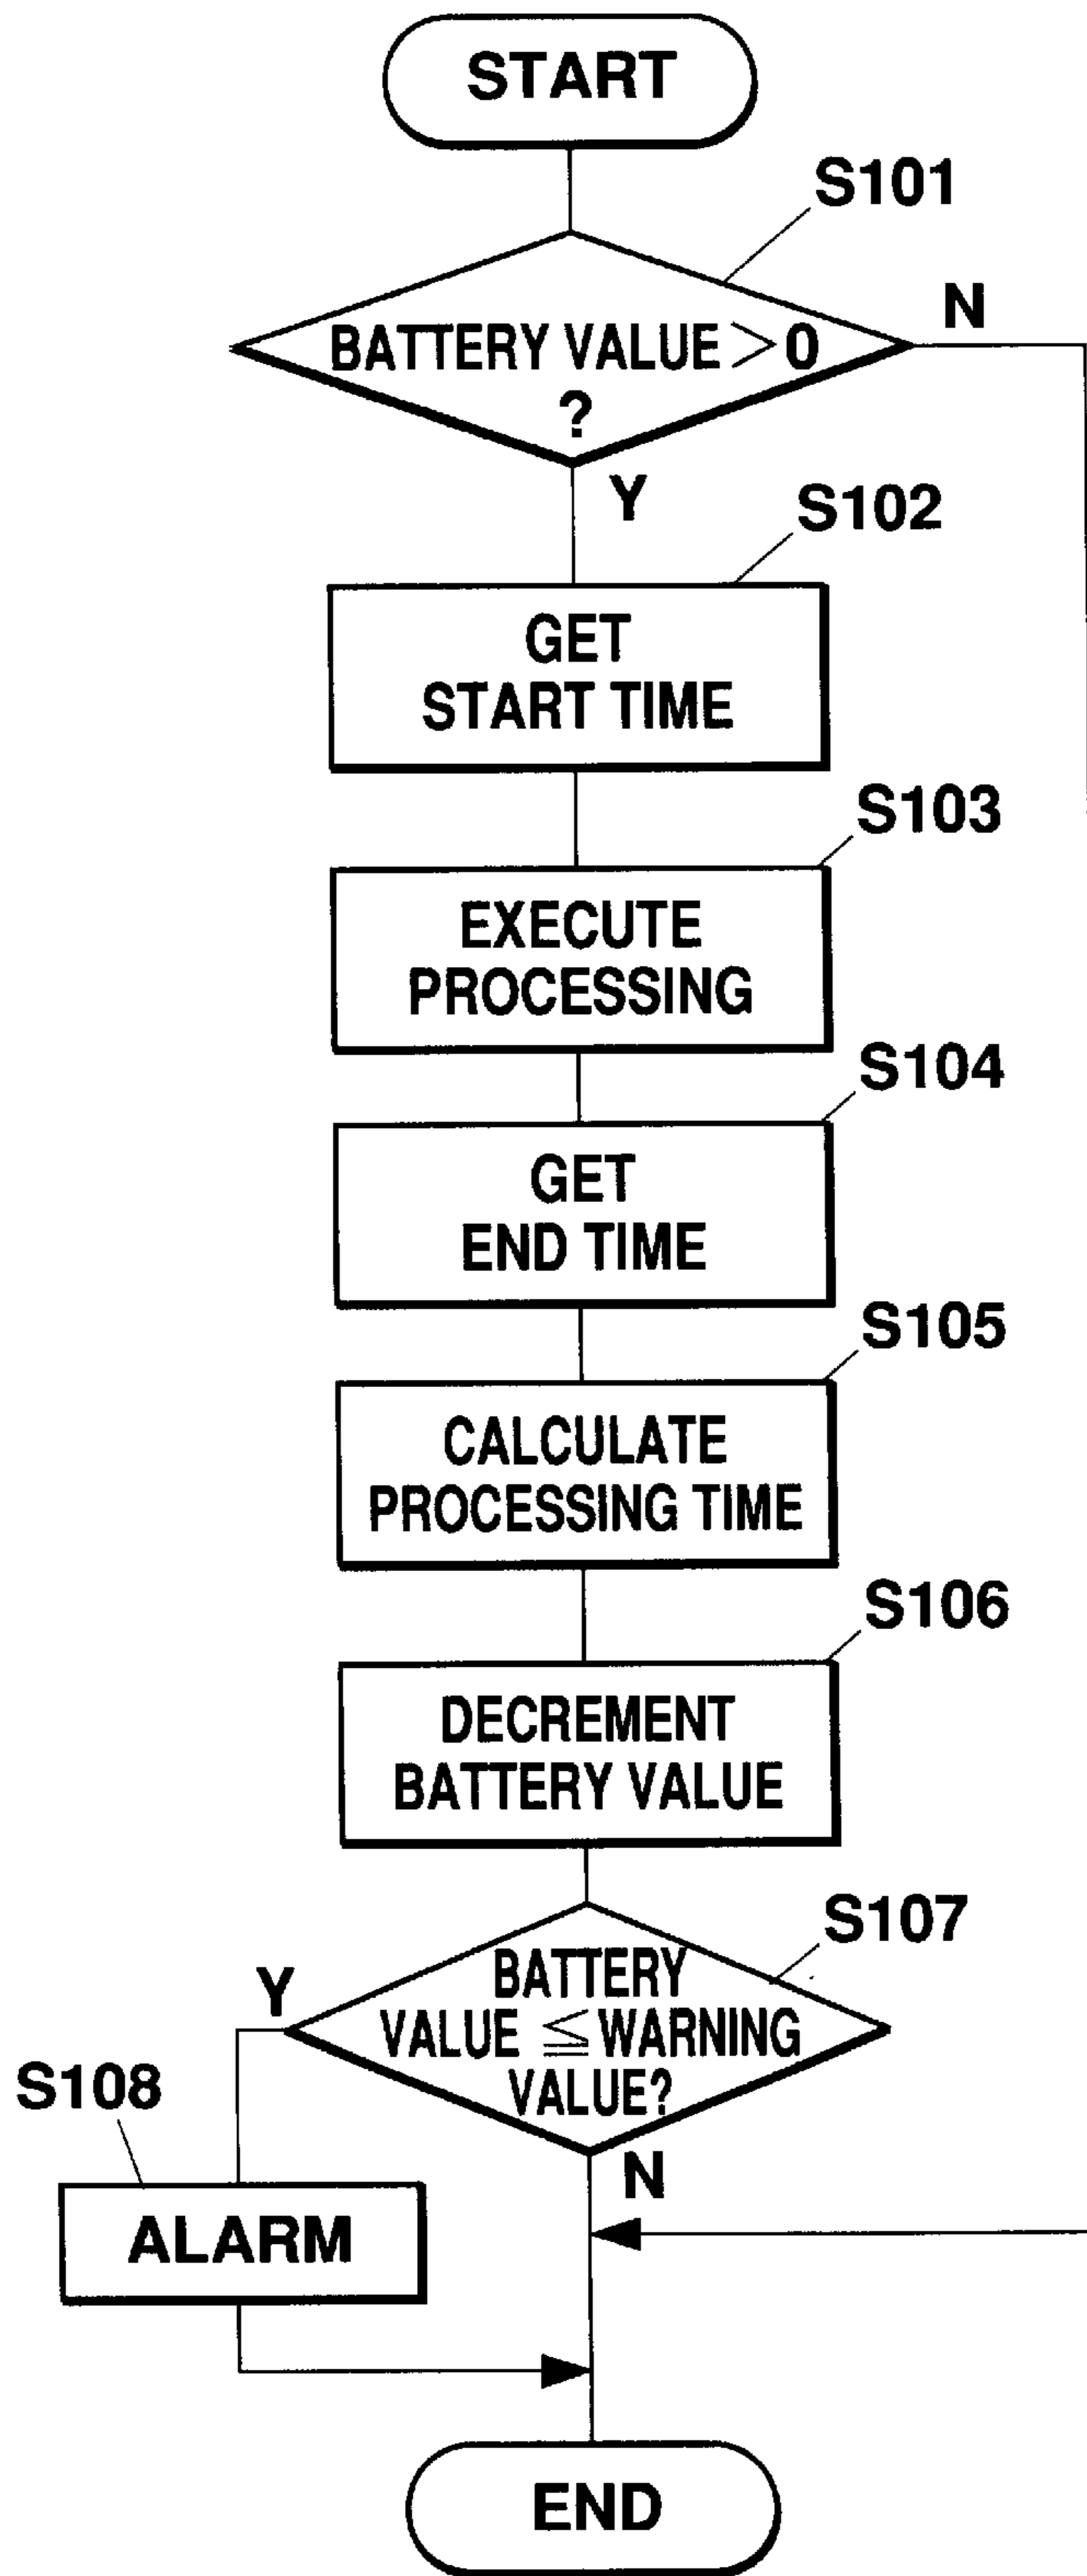 START
S101
N
BATTERY VALUE > 0
?
Y
S102
GET
START TIME
S103
EXECUTE
PROCESSING
S104
GET
END TIME
S105
CALCULATE
PROCESSING TIME
S106
DECREMENT
BATTERY VALUE
S107
Y
BATTERY
VALUE ≦ WARNING
VALUE?
S108
N
ALARM
END